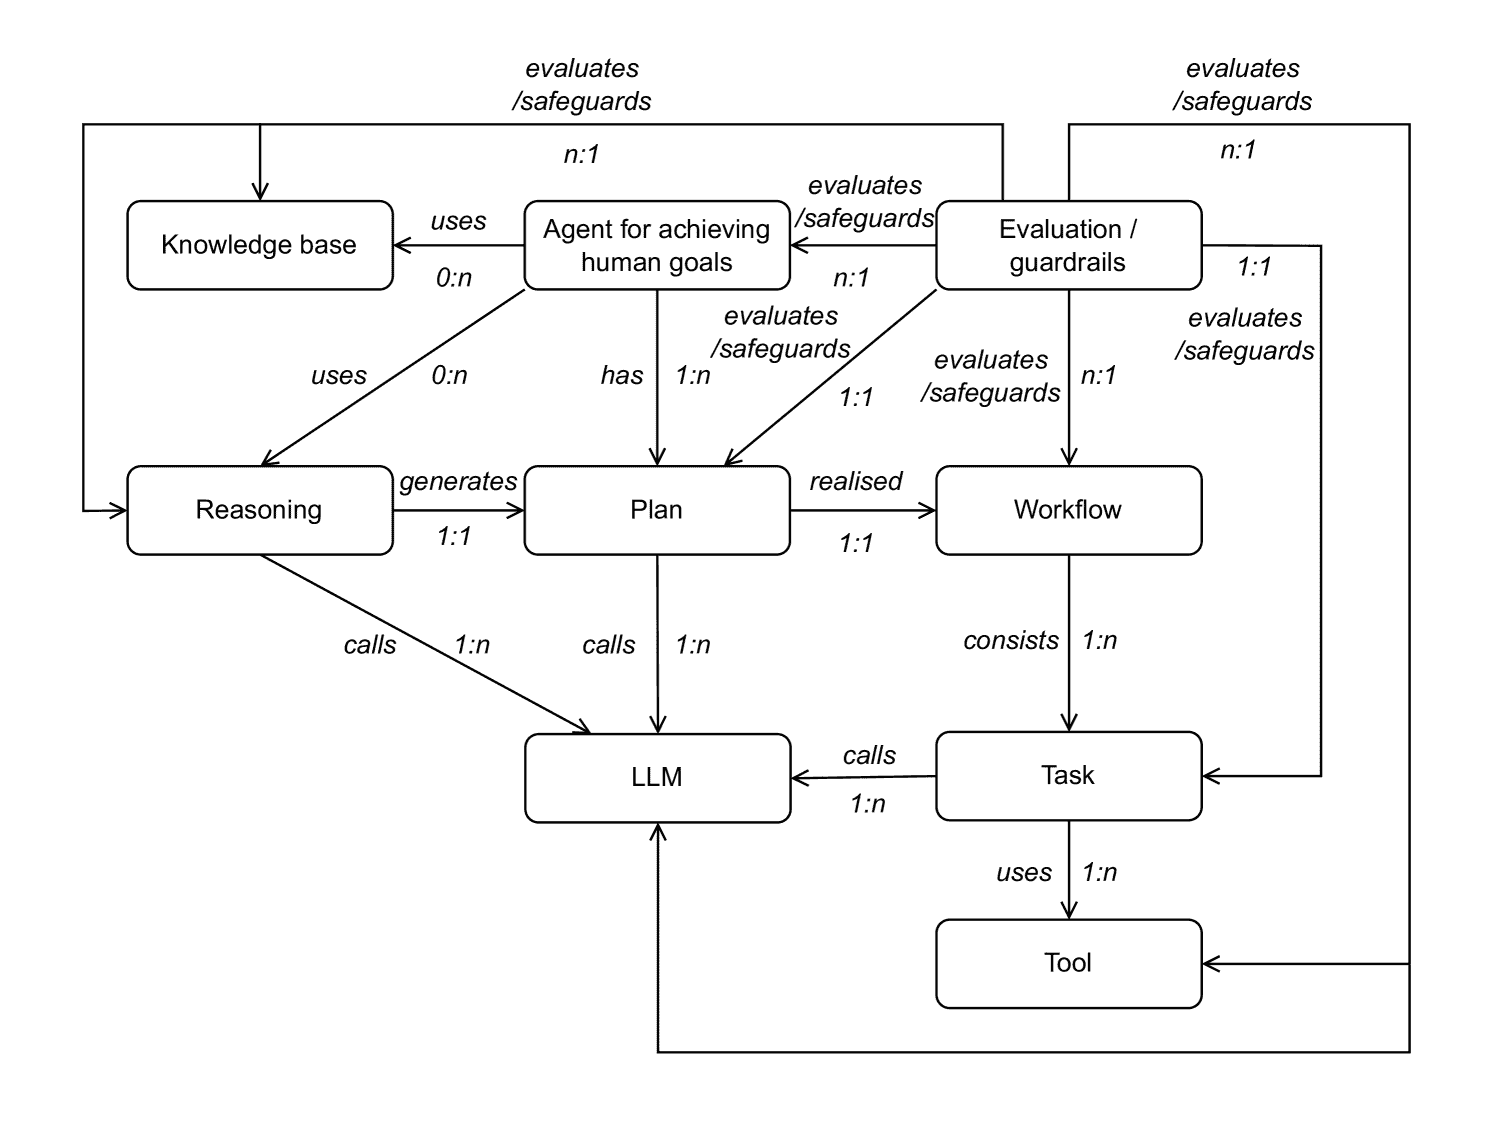 evaluates
/safeguards
evaluates
/safeguards
n:1
n:1
Knowledge base
uses
0:n
Agent for achieving
human goals
evaluates
/safeguards
n:1
Evaluation /
guardrails
1:1
evaluates
/safeguards
uses
0:n
has
1:n
evaluates
/safeguards
1:1
evaluates
/safeguards
n:1
Reasoning
generates
1:1
Plan
realised
1:1
Workflow
calls
1:n
calls
1:n
consists
1:n
LLM
calls
1:n
Task
uses
1:n
Tool